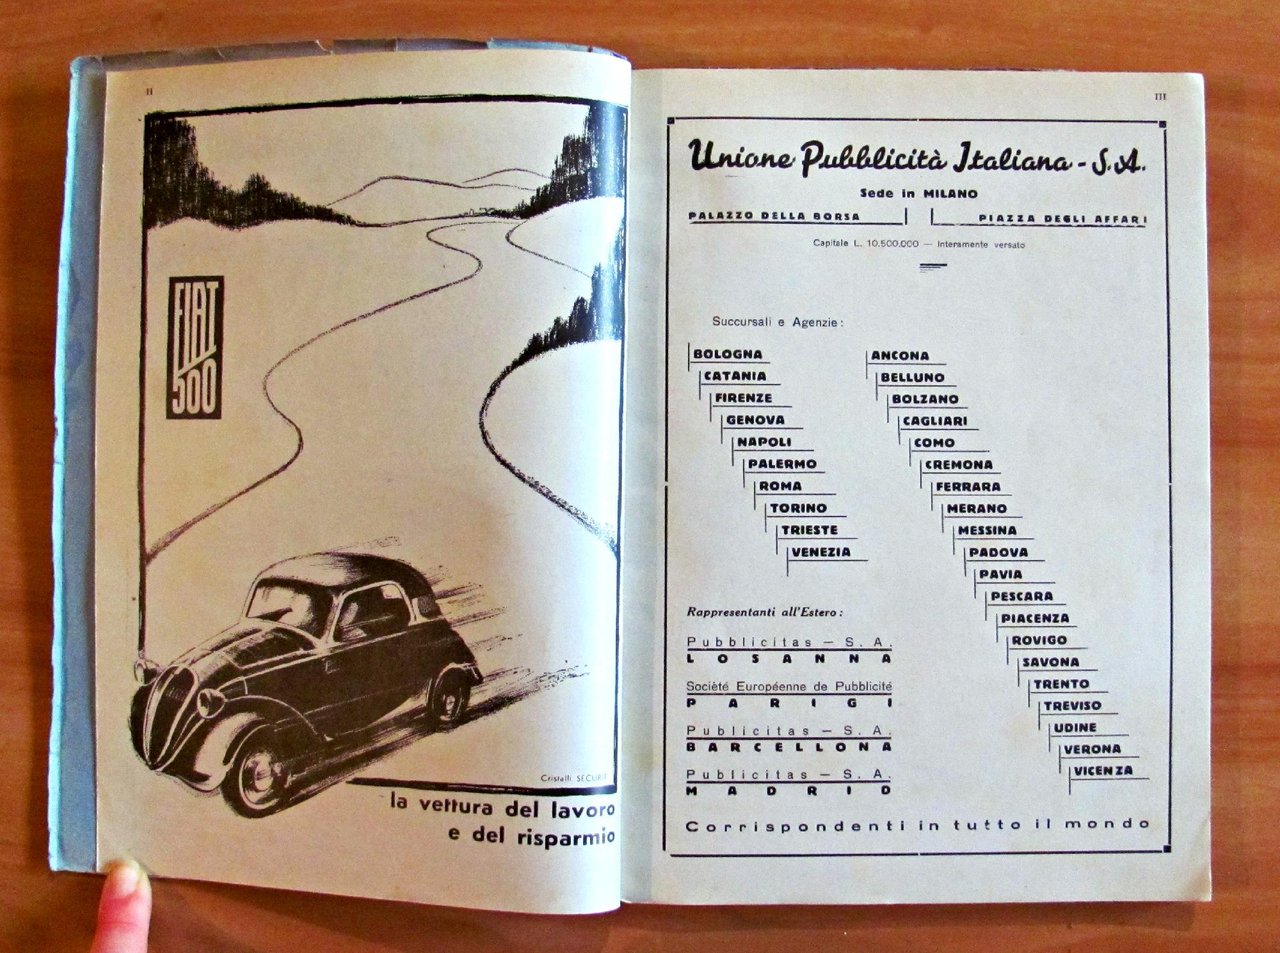 II
FIAT
500
Cristalli SECURIT
la vettura del lavoro
e del risparmio
III
Unione Pubblicità Italiana - S.A.
Sede in MILANO
PALAZZO DELLA BORSA
PIAZZA DEGLI AFFARI
Capitale L. 10.500.000 — Interamente versato
Succursali e Agenzie:
BOLOGNA
CATANIA
FIRENZE
GENOVA
NAPOLI
PALERMO
ROMA
TORINO
TRIESTE
VENEZIA
ANCONA
BELLUNO
BOLZANO
CAGLIARI
COMO
CREMONA
FERRARA
MERANO
MESSINA
PADOVA
PAVIA
PESCARA
PIACENZA
ROVIGO
SAVONA
TRENTO
TREVISO
UDINE
VERONA
VICENZA
Rappresentanti all'Estero:
Pubblicitas — S. A.
LOSANNA
Societè Européenne de Pubblicité
PARIGI
Pubblicitas — S. A.
BARCELLONA
Pubblicitas — S. A.
MADRID
Corrispondenti in tutto il mondo